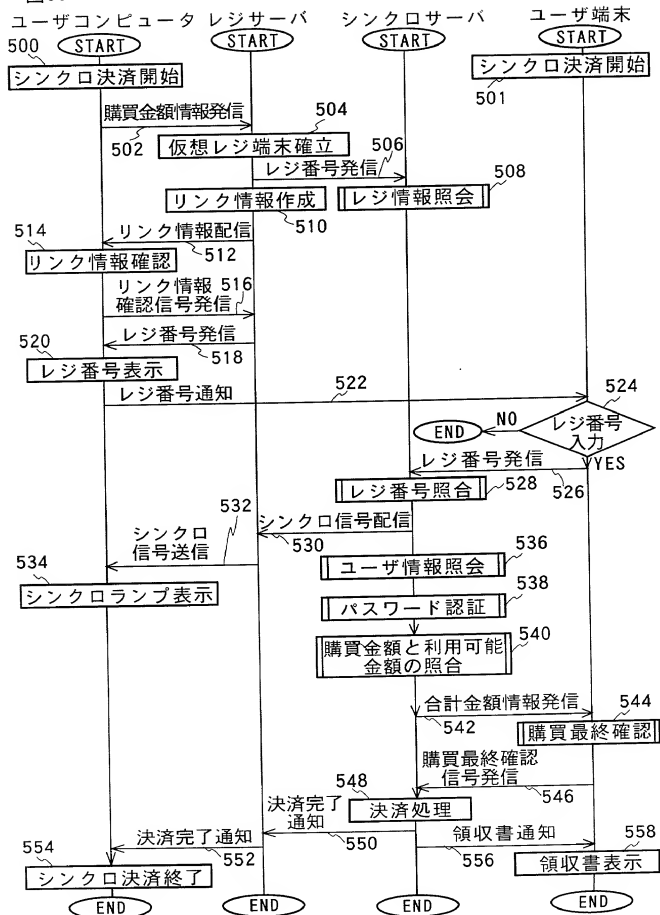 ユーザコンピュータ レジサーバ シンクロサーバ ユーザ端末
START START START START
500
シンクロ決済開始
シンクロ決済開始
501
購買金額情報発信
502
504
仮想レジ端末確立
506
レジ番号発信
508
リンク情報作成
レジ情報照会
510
514
リンク情報配信
512
リンク情報確認
リンク情報
確認信号発信
516
レジ番号発信
518
520
レジ番号表示
レジ番号通知
522
524
レジ番号
入力
NO
END
YES
レジ番号発信
526
レジ番号照合
528
532
シンクロ信号配信
530
シンクロ
信号送信
534
シンクロランプ表示
536
ユーザ情報照会
538
パスワード認証
540
購買金額と利用可能
金額の照合
合計金額情報発信
542
544
購買最終確認
購買最終確認
信号発信
546
548
決済処理
決済完了
通知
550
決済完了通知
552
554
シンクロ決済終了
領収書通知
556
558
領収書表示
END END END END